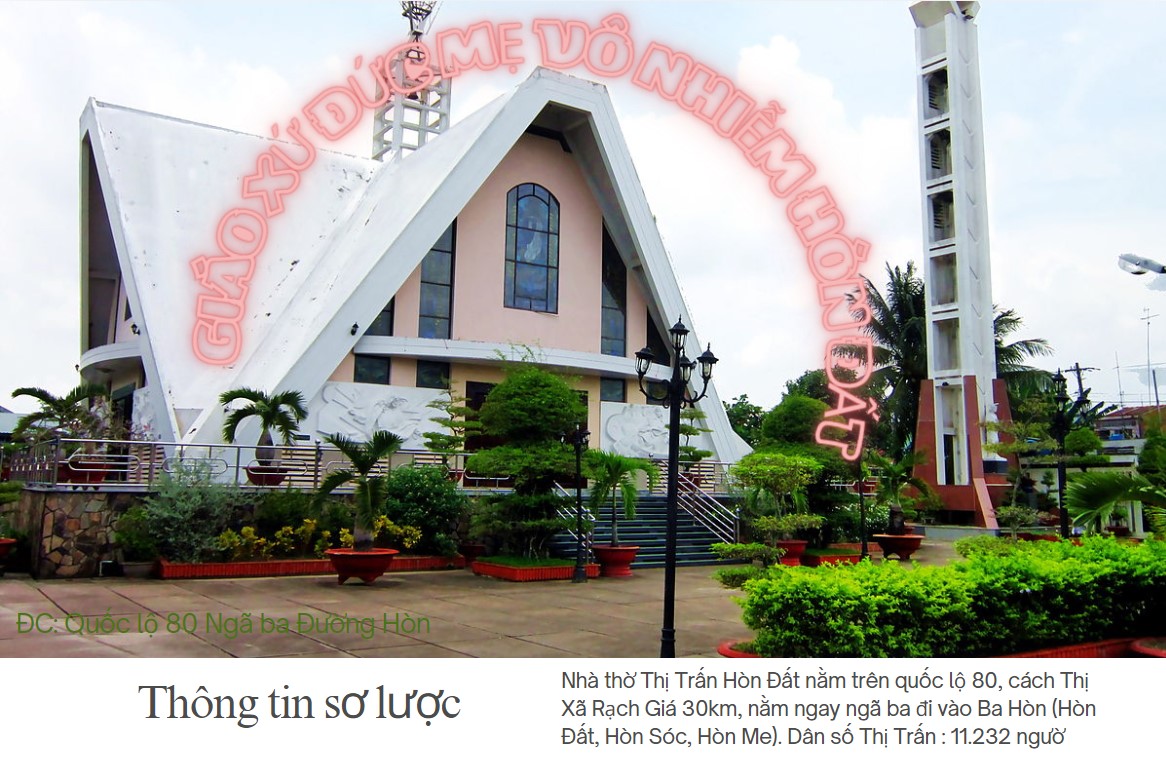 GIÁO XỨ ĐỨC MẸ VÔ NHIỄM HÒN ĐẤT
ĐC: Quốc lộ 80 Ngã ba Đường Hòn
Thông tin sơ lược
Nhà thờ Thị Trấn Hòn Đất nằm trên quốc lộ 80, cách Thị
Xã Rạch Giá 30km, nằm ngay ngã ba đi vào Ba Hòn (Hòn
Đất, Hòn Sóc, Hòn Me). Dân số Thị Trấn : 11.232 ngườ